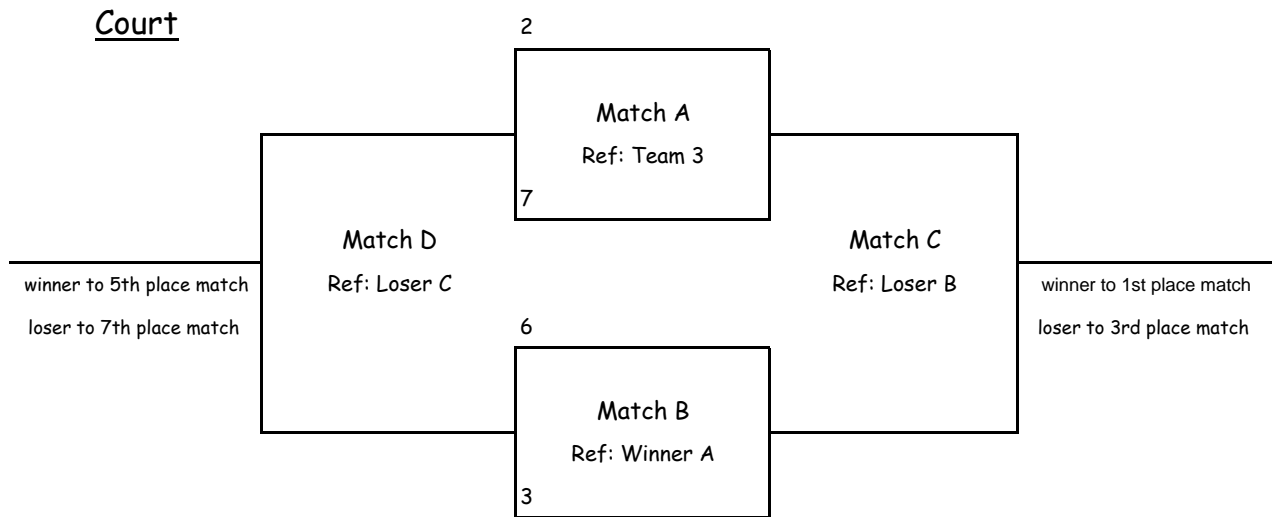 Court
2
Match A
Ref: Team 3
7
Match D
Match C
Ref: Loser C
Ref: Loser B
winner to 5th place match
winner to 1st place match
loser to 7th place match
loser to 3rd place match
6
Match B
Ref: Winner A
3